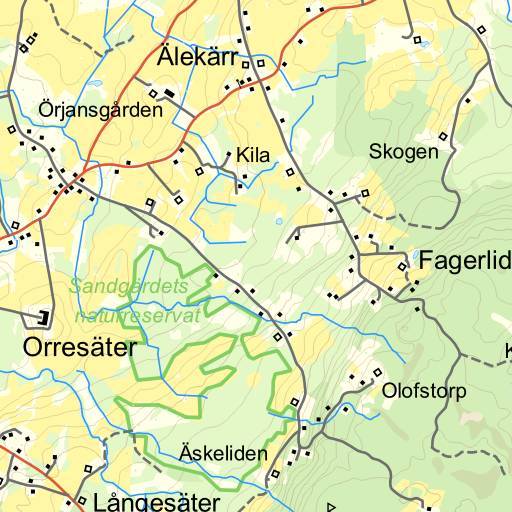 Älekärr
Örjansgården
Kila
Skogen
Fagerlid
Sandgärdets
naturreservat
Orresäter
Olofstorp
Äskeliden
Långesäter